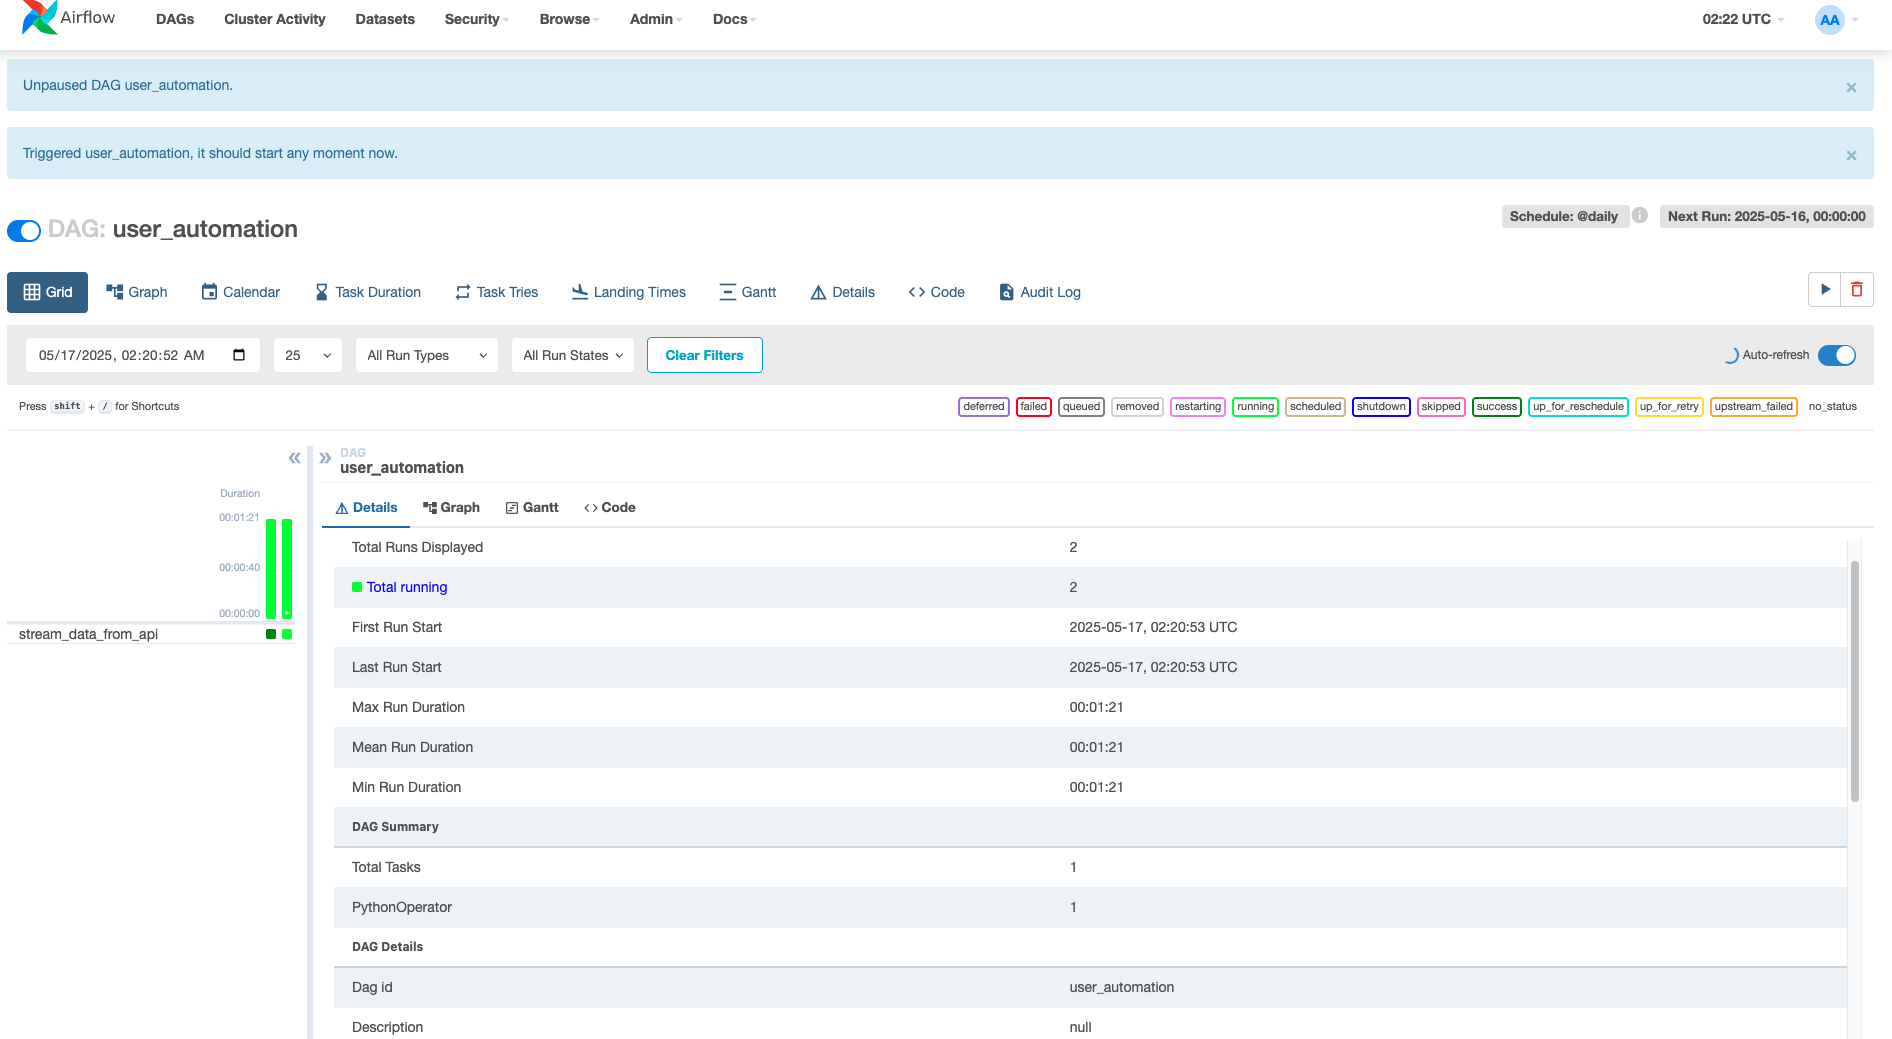 Airflow DAGs Cluster Activity Datasets Security Browse Admin Docs 02:22 UTC AA
Unpaused DAG user_automation. ×
Triggered user_automation, it should start any moment now. ×
DAG: user_automation Schedule: @daily i Next Run: 2025-05-16, 00:00:00
Grid Graph Calendar Task Duration Task Tries Landing Times Gantt Details Code Audit Log
05/17/2025, 02:20:52 AM 25 All Run Types All Run States Clear Filters Auto-refresh
Press shift + / for Shortcuts deferred failed queued removed restarting running scheduled shutdown skipped success up_for_reschedule up_for_retry upstream_failed no_status
Duration
00:01:21
00:00:40
00:00:00
stream_data_from_api
DAG
user_automation
Details Graph Gantt Code
Total Runs Displayed 2
Total running 2
First Run Start 2025-05-17, 02:20:53 UTC
Last Run Start 2025-05-17, 02:20:53 UTC
Max Run Duration 00:01:21
Mean Run Duration 00:01:21
Min Run Duration 00:01:21
DAG Summary
Total Tasks 1
PythonOperator 1
DAG Details
Dag id user_automation
Description null